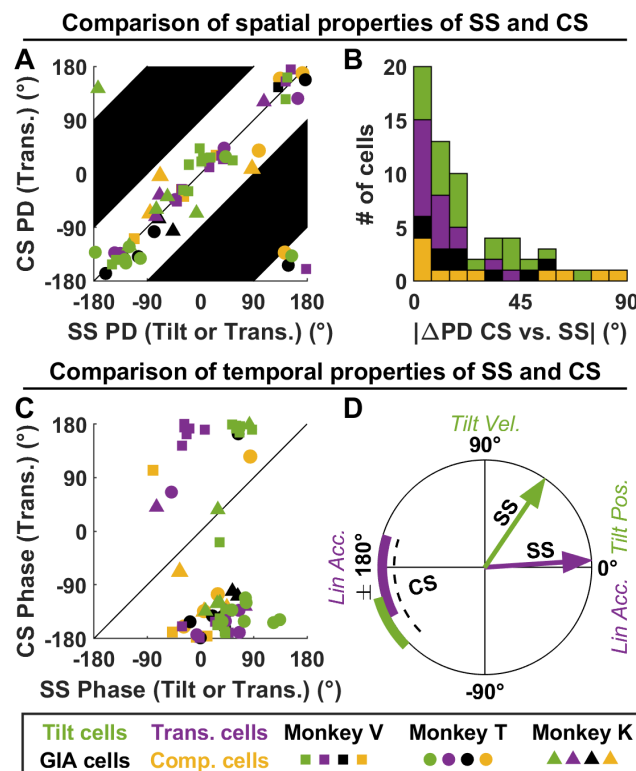 Comparison of spatial properties of SS and CS
A
CS PD (Trans.) (°)
180
90
0
-90
-180
-180 -90 0 90 180
SS PD (Tilt or Trans.) (°)
B
# of cells
20
15
10
5
0
0 45 90
|ΔPD CS vs. SS| (°)
Comparison of temporal properties of SS and CS
C
CS Phase (Trans.) (°)
180
90
0
-90
-180
-180 -90 0 90 180
SS Phase (Tilt or Trans.) (°)
D
Tilt Vel.
90°
SS
SS
Tilt Pos.
0°
Lin Acc.
Lin Acc.
± 180°
CS
-90°
Tilt cells Trans. cells Monkey V Monkey T Monkey K
GIA cells Comp. cells